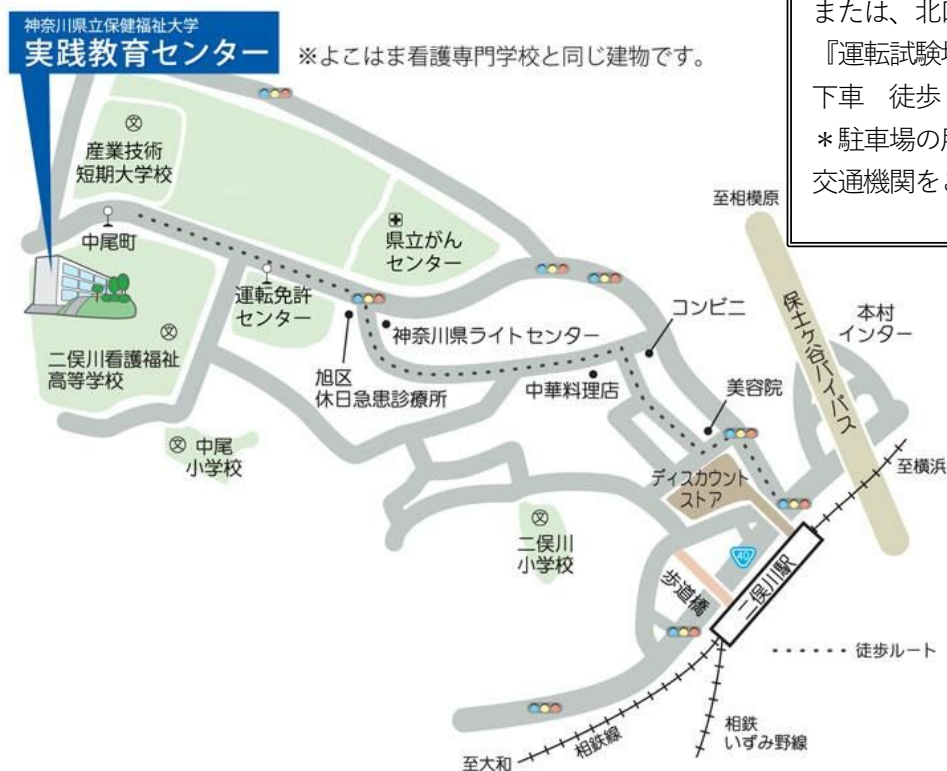 神奈川県立保健福祉大学
実践教育センター
※よこはま看護専門学校と同じ建物です。
または、北
『運転試験
下車 徒歩
＊駐車場の
交通機関を
至相模原
産業技術
短期大学校
中尾町
県立がん
センター
運転免許
センター
神奈川県ライトセンター
コンビニ
保土ヶ谷バイパス
本村
インター
二俣川看護福祉
高等学校
旭区
休日急患診療所
中華料理店
美容院
中尾
小学校
ディスカウント
ストア
至横浜
二俣川
小学校
40
歩道橋
二俣川駅
徒歩ルート
相鉄
いずみ野線
至大和
相鉄線